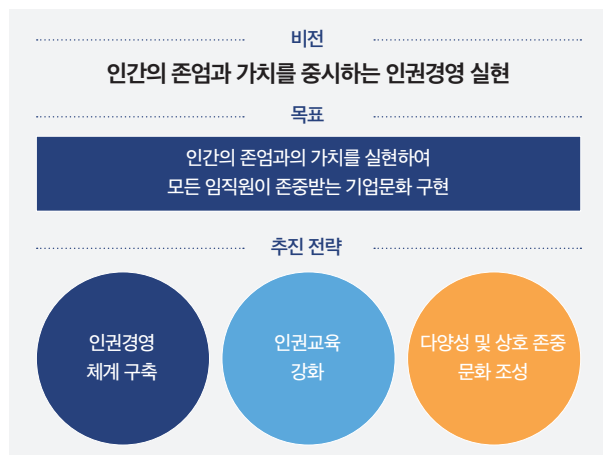 비전
인간의 존엄과 가치를 중시하는 인권경영 실현
목표
인간의 존엄과의 가치를 실현하여
모든 임직원이 존중받는 기업문화 구현
추진 전략
인권경영
체계 구축
인권교육
강화
다양성 및 상호 존중
문화 조성